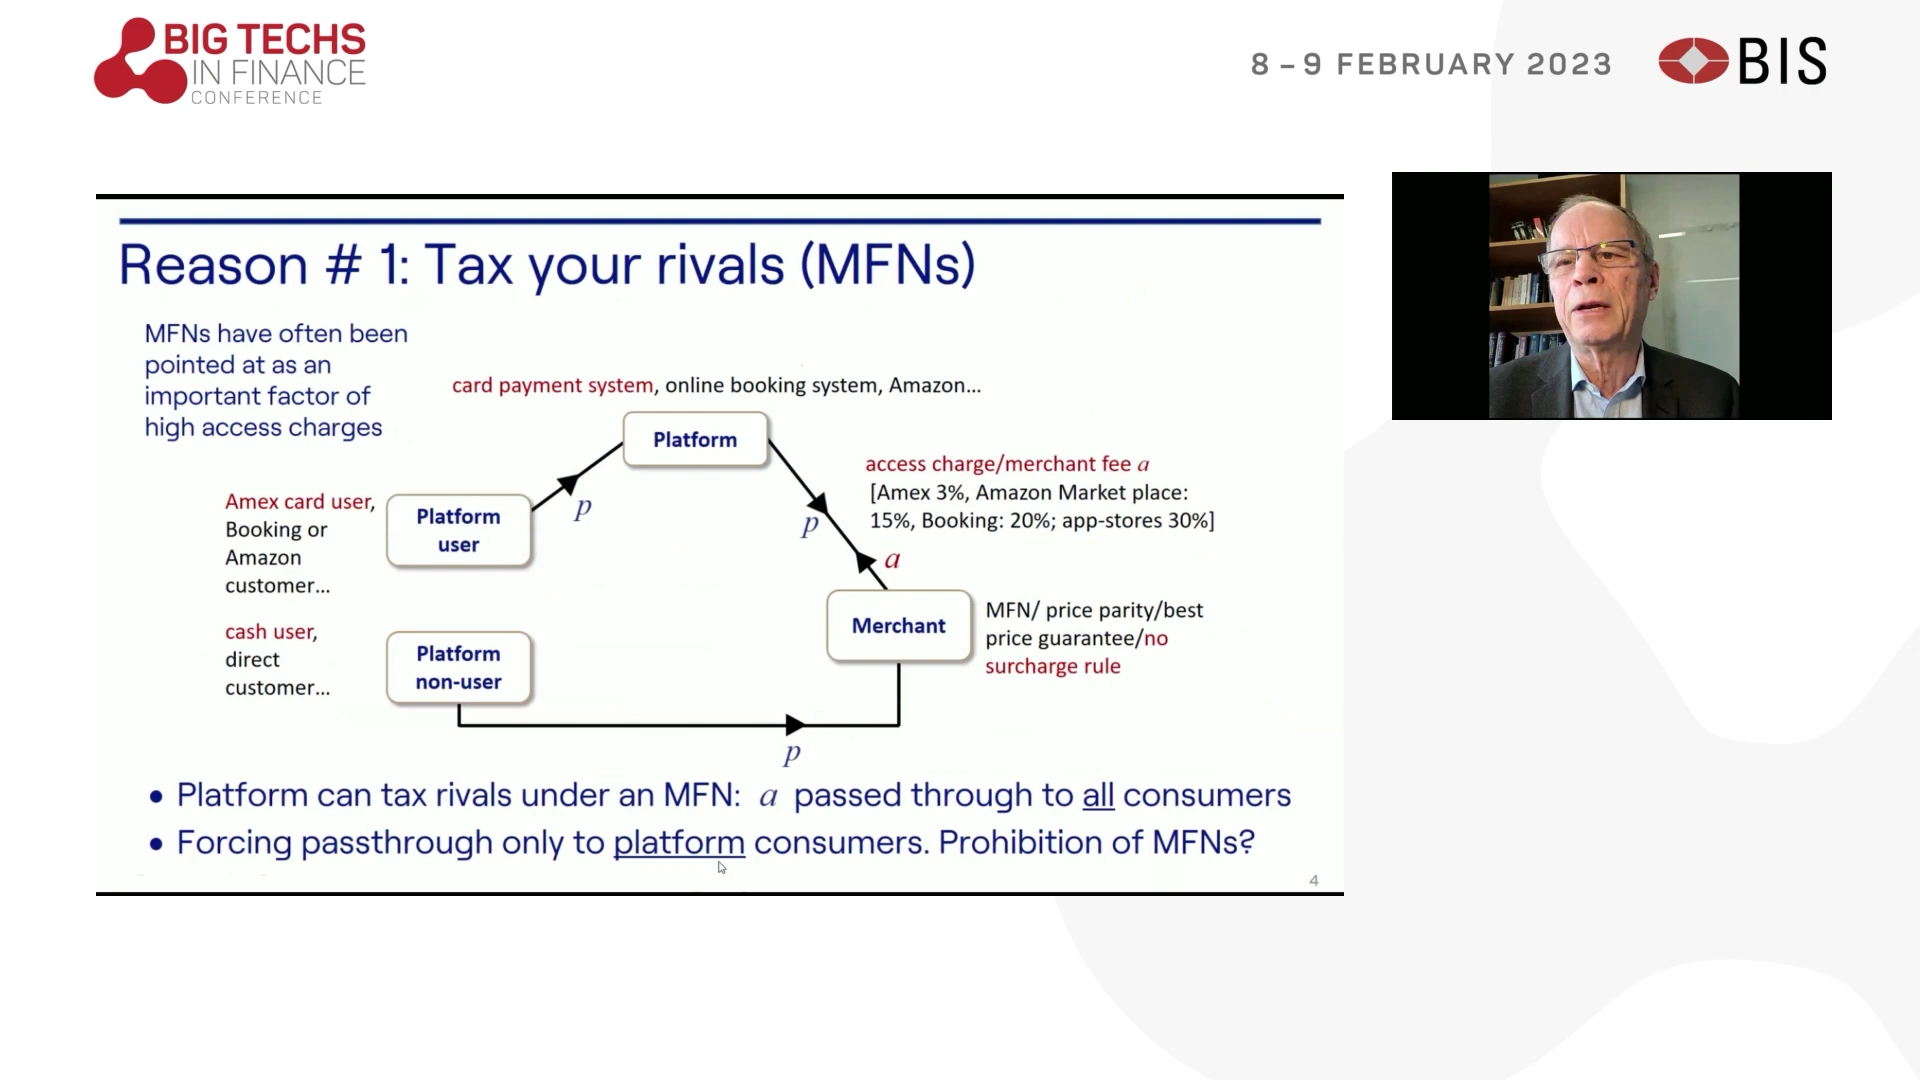 BIG TECHS
IN FINANCE
CONFERENCE
8 – 9 FEBRUARY 2023
BIS
Reason # 1: Tax your rivals (MFNs)
MFNs have often been
pointed at as an
important factor of
high access charges
card payment system, online booking system, Amazon...
Platform
access charge/merchant fee a
[Amex 3%, Amazon Market place:
15%, Booking: 20%; app-stores 30%]
Amex card user,
Booking or
Amazon
customer...
Platform
user
p
p
a
cash user,
direct
customer...
Platform
non-user
Merchant
MFN/ price parity/best
price guarantee/no
surcharge rule
p
• Platform can tax rivals under an MFN: a passed through to all consumers
• Forcing passthrough only to platform consumers. Prohibition of MFNs?
4